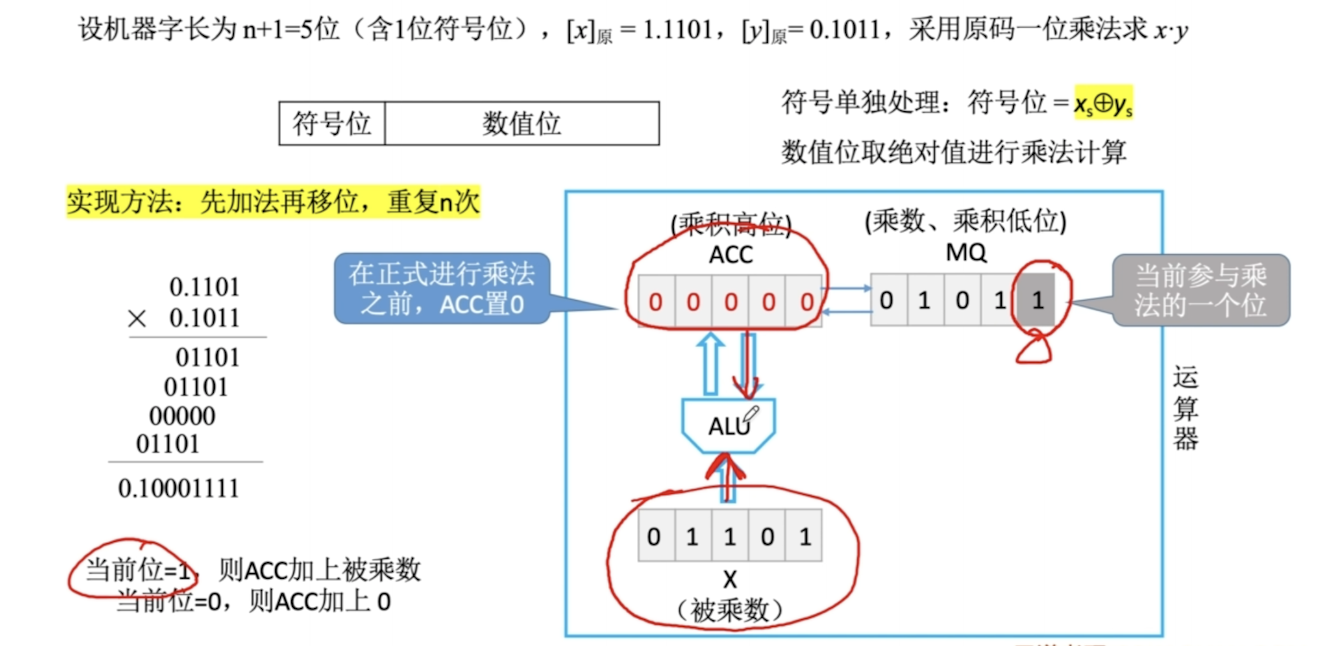 设机器字长为 n+1=5位（含1位符号位），[x]原 = 1.1101，[y]原= 0.1011，采用原码一位乘法求 x·y
符号位 数值位
符号单独处理：符号位 = xs⊕ys
数值位取绝对值进行乘法计算
实现方法：先加法再移位，重复n次
0.1101
× 0.1011
01101
01101
00000
01101
0.10001111
当前位=1，则ACC加上被乘数
当前位=0，则ACC加上 0
在正式进行乘法
之前，ACC置0
(乘积高位)
ACC
0 0 0 0 0
(乘数、乘积低位)
MQ
0 1 0 1 1
当前参与乘
法的一个位
ALU
0 1 1 0 1
X
（被乘数）
运
算
器